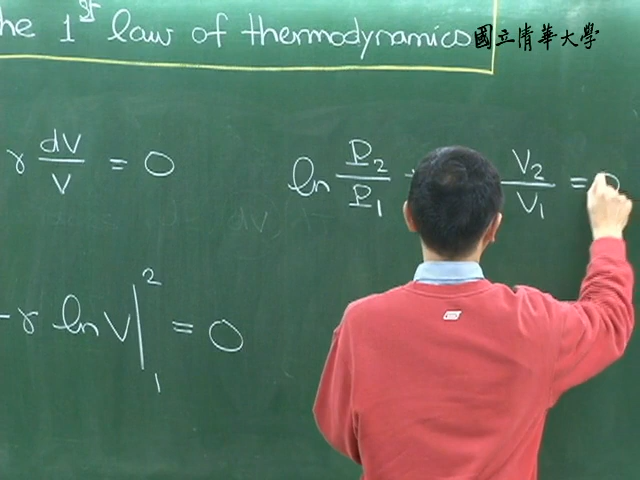 he 1st law of thermodynamics
國立清華大學
r dV/V = 0
ln P2/P1 V2/V1 =
r ln V|₁² = 0